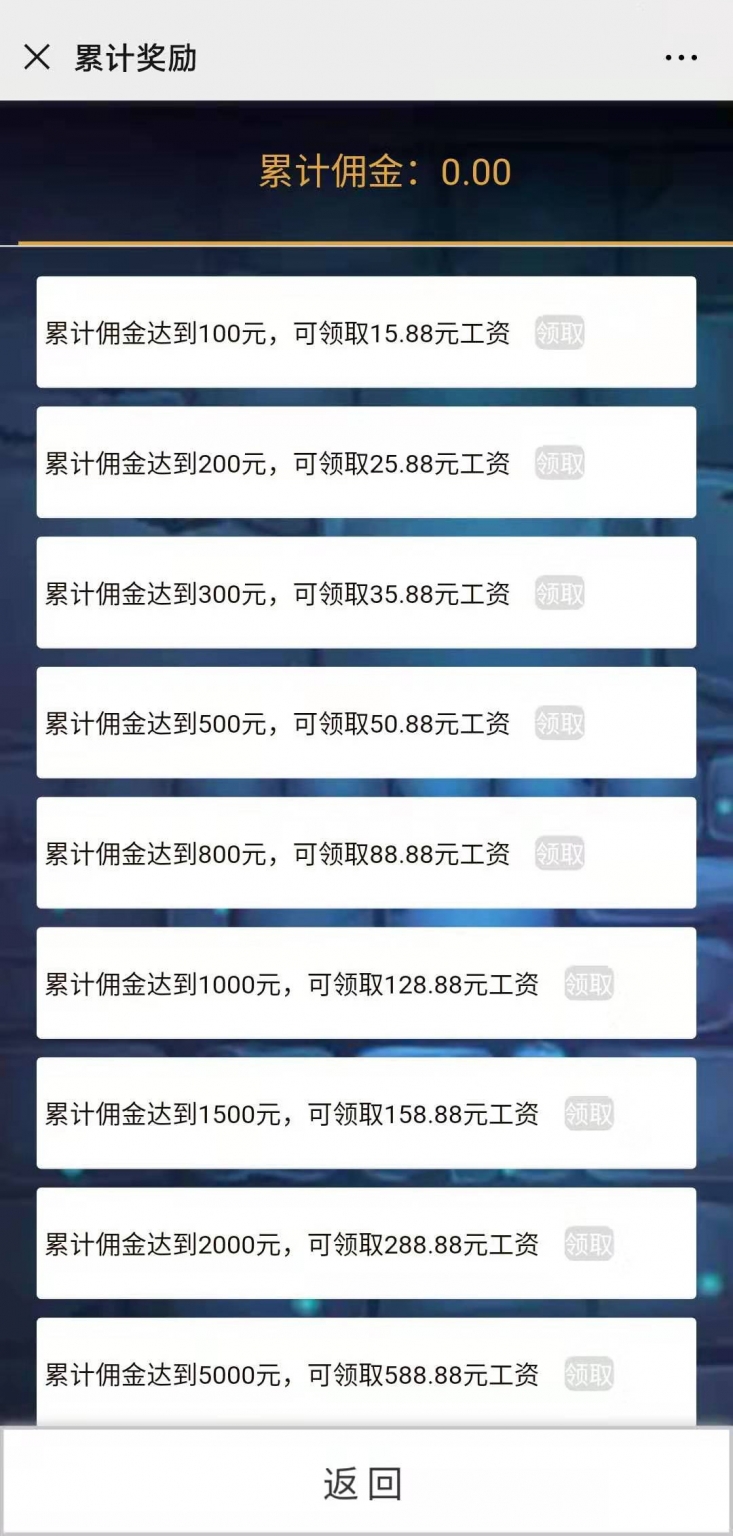 累计奖励
累计佣金：0.00
累计佣金达到100元，可领取15.88元工资 领取
累计佣金达到200元，可领取25.88元工资 领取
累计佣金达到300元，可领取35.88元工资 领取
累计佣金达到500元，可领取50.88元工资 领取
累计佣金达到800元，可领取88.88元工资 领取
累计佣金达到1000元，可领取128.88元工资 领取
累计佣金达到1500元，可领取158.88元工资 领取
累计佣金达到2000元，可领取288.88元工资 领取
累计佣金达到5000元，可领取588.88元工资 领取
返回